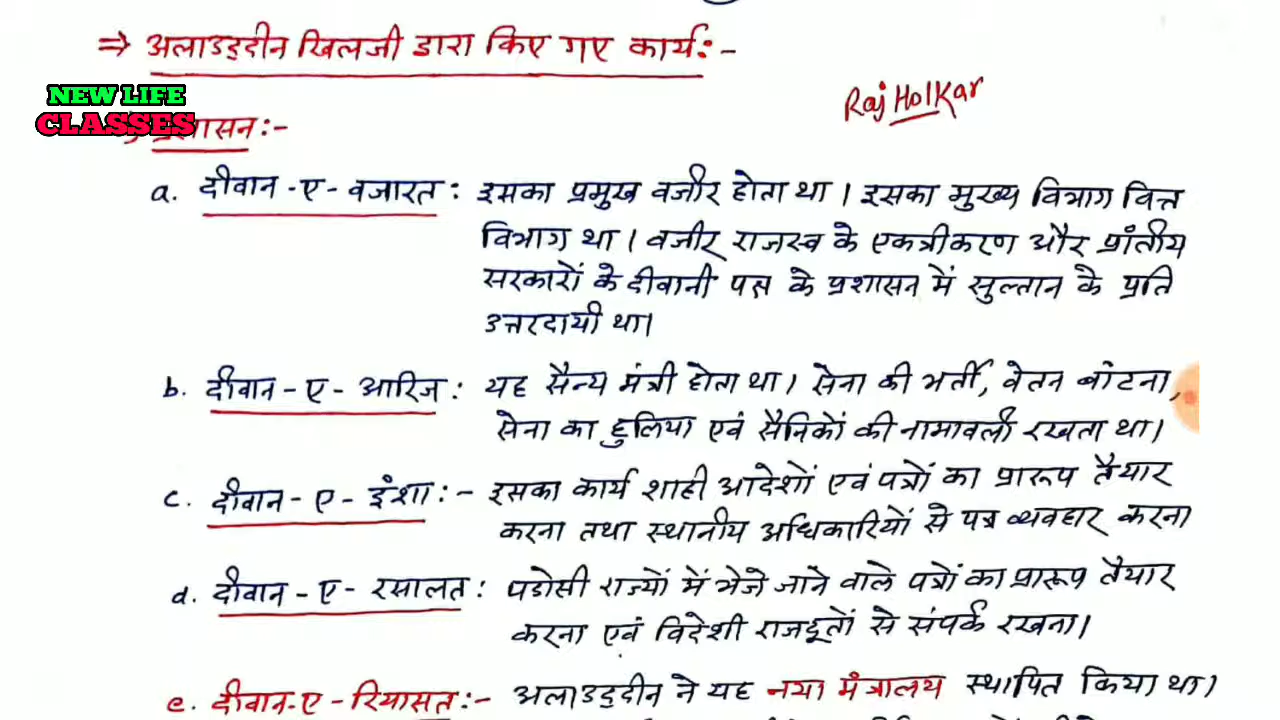 ⇒ अलाउद्दीन खिलजी द्वारा किए गए कार्य: -
Raj Holkar
NEW LIFE
CLASSES
प्रशासन :-
a. दीवान -ए- वजारत : इसका प्रमुख वजीर होता था। इसका मुख्य विभाग वित्त
विभाग था। वजीर राजस्व के एकत्रीकरण और प्रांतीय
सरकारों के दीवानी पक्ष के प्रशासन में सुल्तान के प्रति
उत्तरदायी था।
b. दीवान -ए- आरिज : यह सैन्य मंत्री होता था। सेना की भर्ती, वेतन बांटना,
सेना का हुलिया एवं सैनिकों की नामावली रखता था।
c. दीवान -ए- इंशा :- इसका कार्य शाही आदेशों एवं पत्रों का प्रारूप तैयार
करना तथा स्थानीय अधिकारियों से पत्र व्यवहार करना
d. दीवान -ए- रसालत : पडोसी राज्यों में भेजे जाने वाले पत्रों का प्रारूप तैयार
करना एवं विदेशी राजदूतों से संपर्क रखना।
e. दीवान-ए-रियासत :- अलाउद्दीन ने यह नया मंत्रालय स्थापित किया था।